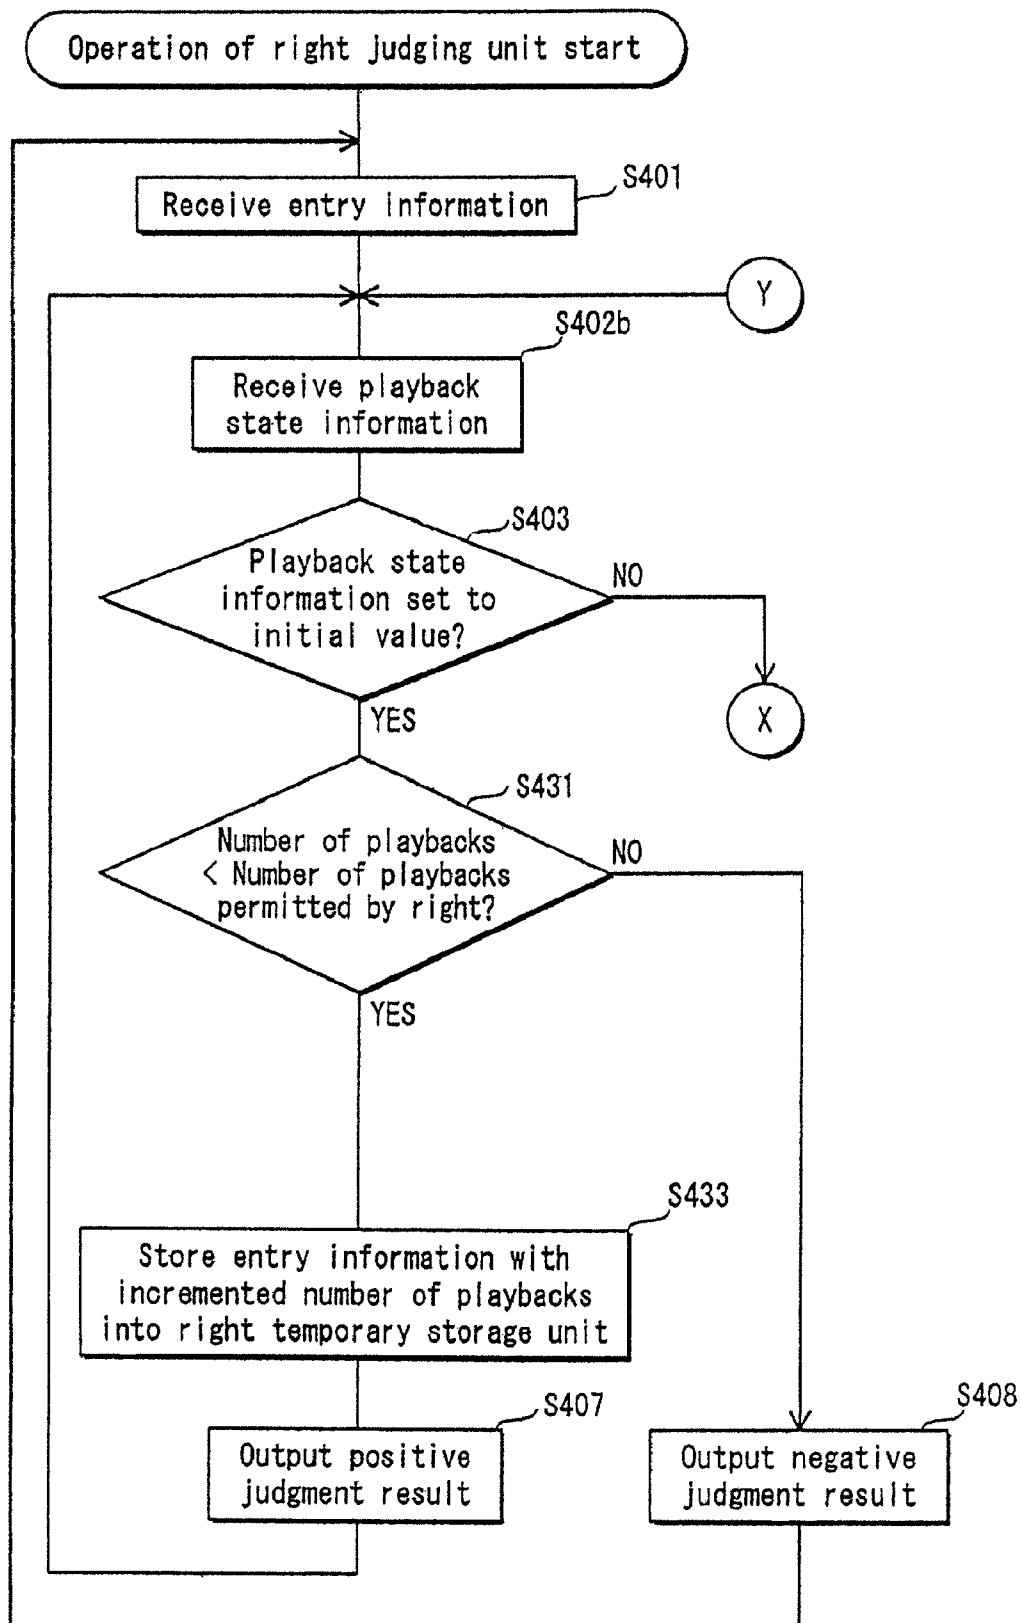 Operation of right judging unit start
S401
Receive entry information
Y
S402b
Receive playback
state information
S403
Playback state
information set to
initial value?
NO
YES
X
S431
Number of playbacks
< Number of playbacks
permitted by right?
NO
YES
S433
Store entry information with
incremented number of playbacks
into right temporary storage unit
S407
Output positive
judgment result
S408
Output negative
judgment result